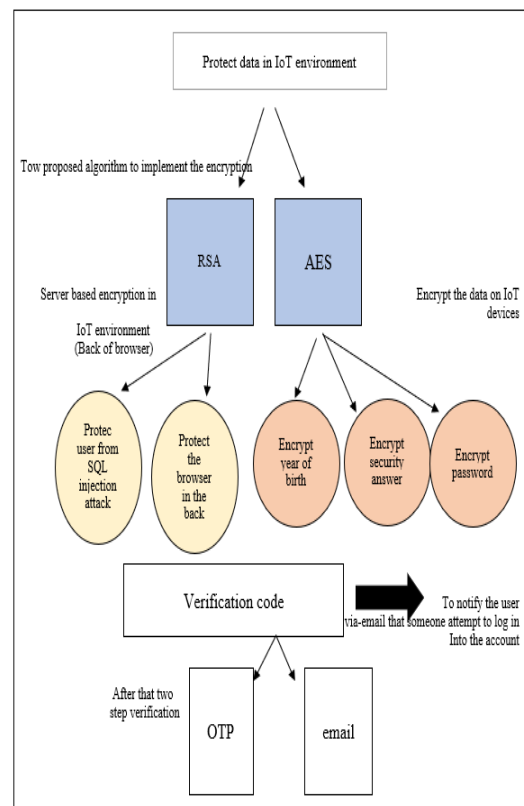 Protect data in IoT environment
Tow proposed algorithm to implement the encryption
RSA
AES
Server based encryption in
IoT environment
(Back of browser)
Encrypt the data on IoT
devices
Protec
user from
SQL
injection
attack
Protect
the
browser
in the
back
Encrypt
year of
birth
Encrypt
security
answer
Encrypt
password
Verification code
To notify the user
via-email that someone attempt to log in
Into the account
After that two
step verification
OTP
email